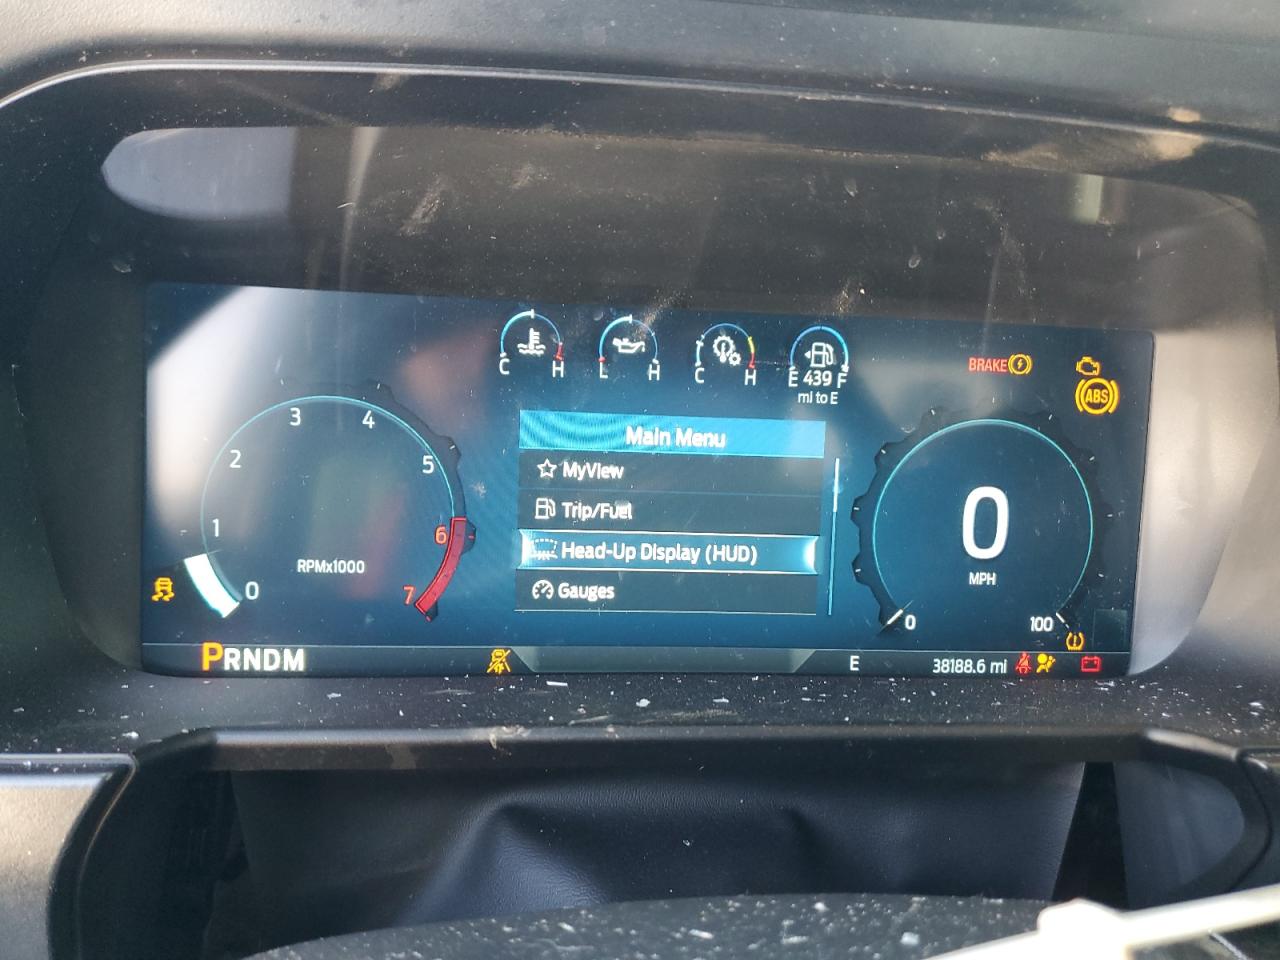 C H
L H
C H
E 439 F
mi to E
BRAKE
ABS
Main Menu
MyView
Trip/Fuel
Head-Up Display (HUD)
Gauges
0
1
2
3
4
5
6
7
RPMx1000
0
MPH
0
100
PRNDM
E
38188.6 mi